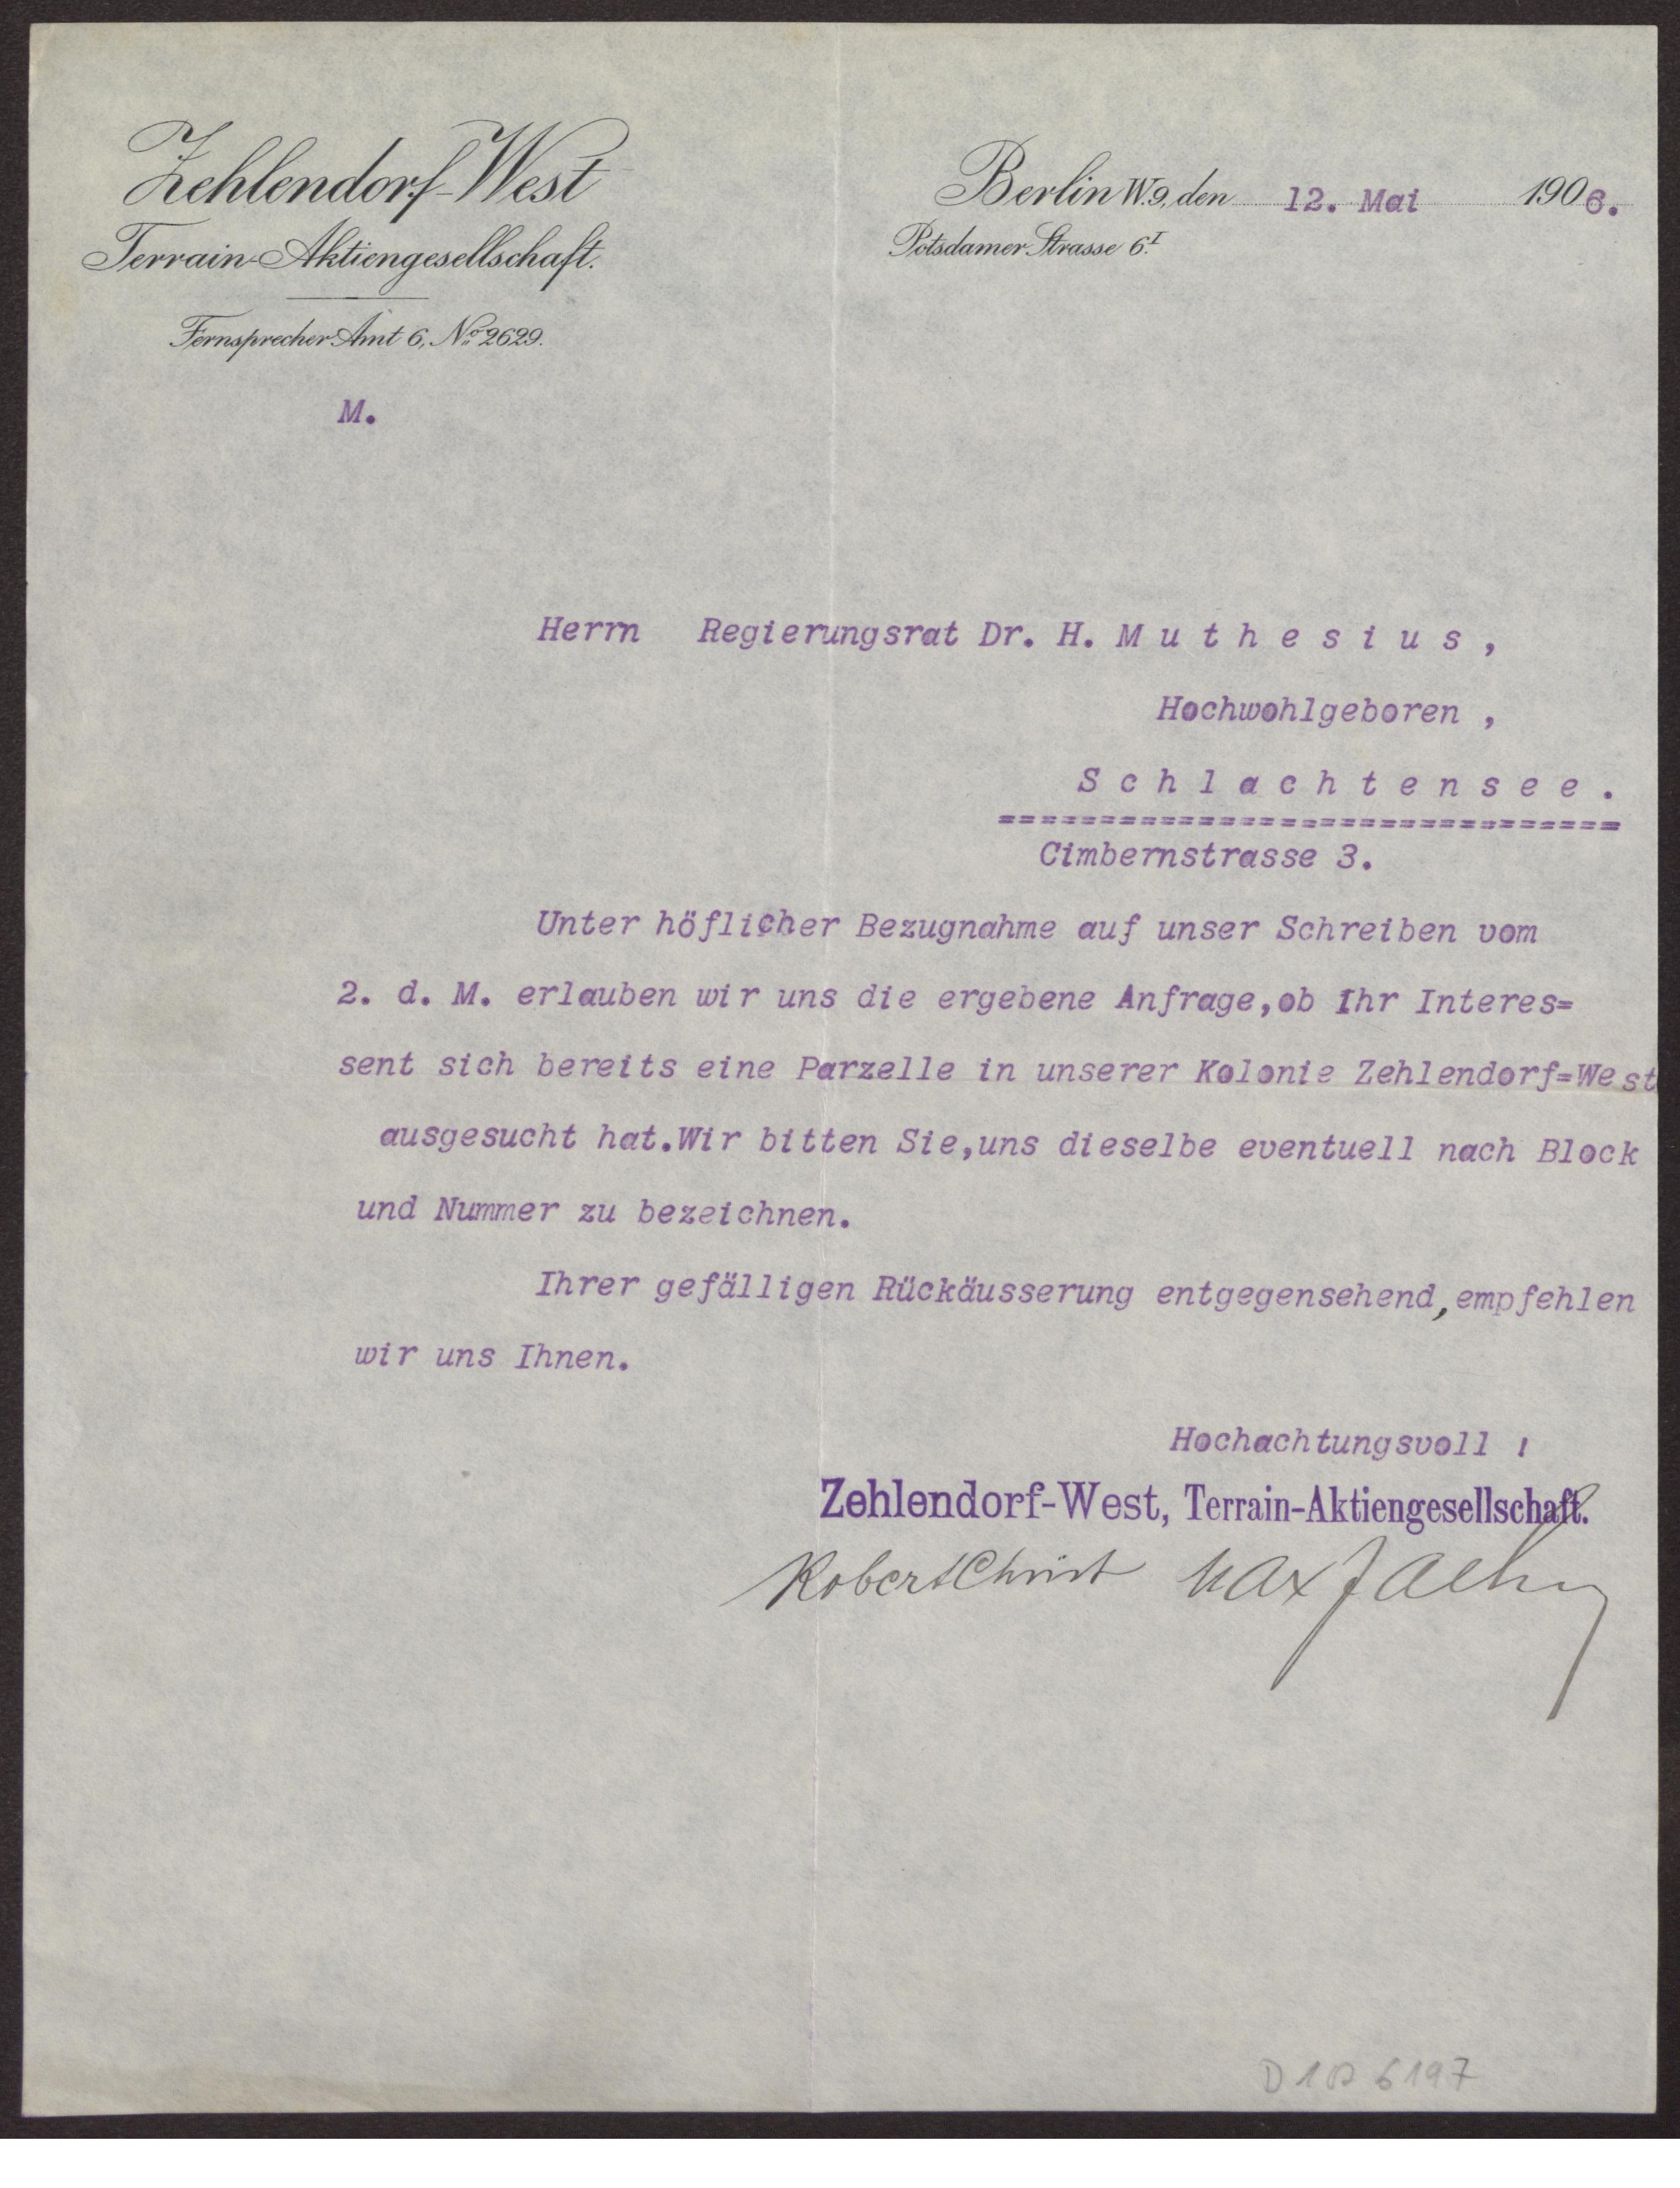 Zehlendorf-West
Terrain-Aktiengesellschaft.
Fernsprecher Amt 6, No. 2629.
Berlin W.9, den 12. Mai 1906.
Potsdamer Strasse 6.I
M.
Herrn Regierungsrat Dr. H. M u t h e s i u s ,
Hochwohlgeboren ,
S c h l a c h t e n s e e .
===============================
Cimbernstrasse 3.
Unter höflicher Bezugnahme auf unser Schreiben vom
2. d. M. erlauben wir uns die ergebene Anfrage,ob Ihr Interes=
sent sich bereits eine Parzelle in unserer Kolonie Zehlendorf=West
ausgesucht hat.Wir bitten Sie,uns dieselbe eventuell nach Block
und Nummer zu bezeichnen.
Ihrer gefälligen Rückäusserung entgegensehend,empfehlen
wir uns Ihnen.
Hochachtungsvoll !
Zehlendorf-West, Terrain-Aktiengesellschaft.
Robert Christ Max
6197